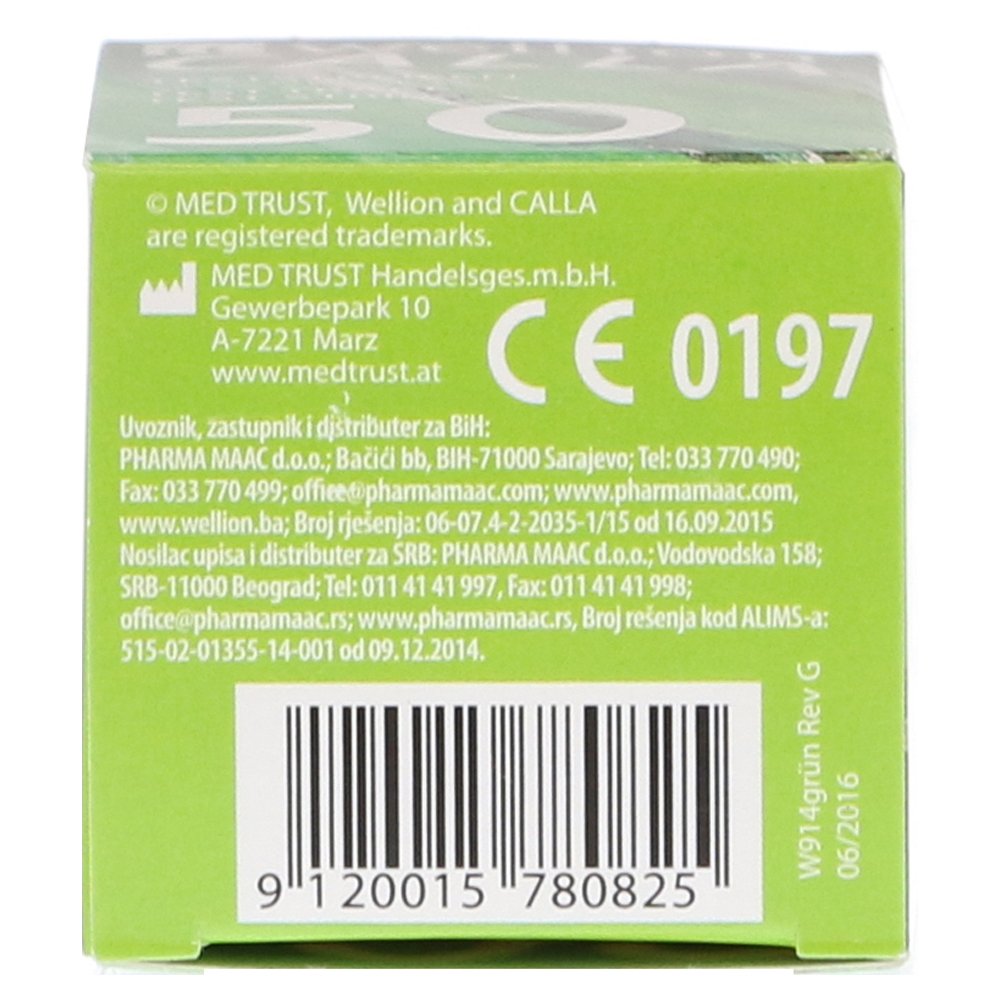 CALLA
50
© MED TRUST, Wellion and CALLA
are registered trademarks.
MED TRUST Handelsges.m.b.H.
Gewerbepark 10
A-7221 Marz
www.medtrust.at
CE 0197
Uvoznik, zastupnik i distributer za BiH:
PHARMA MAAC d.o.o.; Bačići bb, BIH-71000 Sarajevo; Tel: 033 770 490;
Fax: 033 770 499; office@pharmamaac.com; www.pharmamaac.com,
www.wellion.ba; Broj rješenja: 06-07.4-2-2035-1/15 od 16.09.2015
Nosilac upisa i distributer za SRB: PHARMA MAAC d.o.o.; Vodovodska 158;
SRB-11000 Beograd; Tel: 011 41 41 997, Fax: 011 41 41 998;
office@pharmamaac.rs; www.pharmamaac.rs, Broj rešenja kod ALIMS-a:
515-02-01355-14-001 od 09.12.2014.
W914grün Rev G
06/2016
9 120015 780825